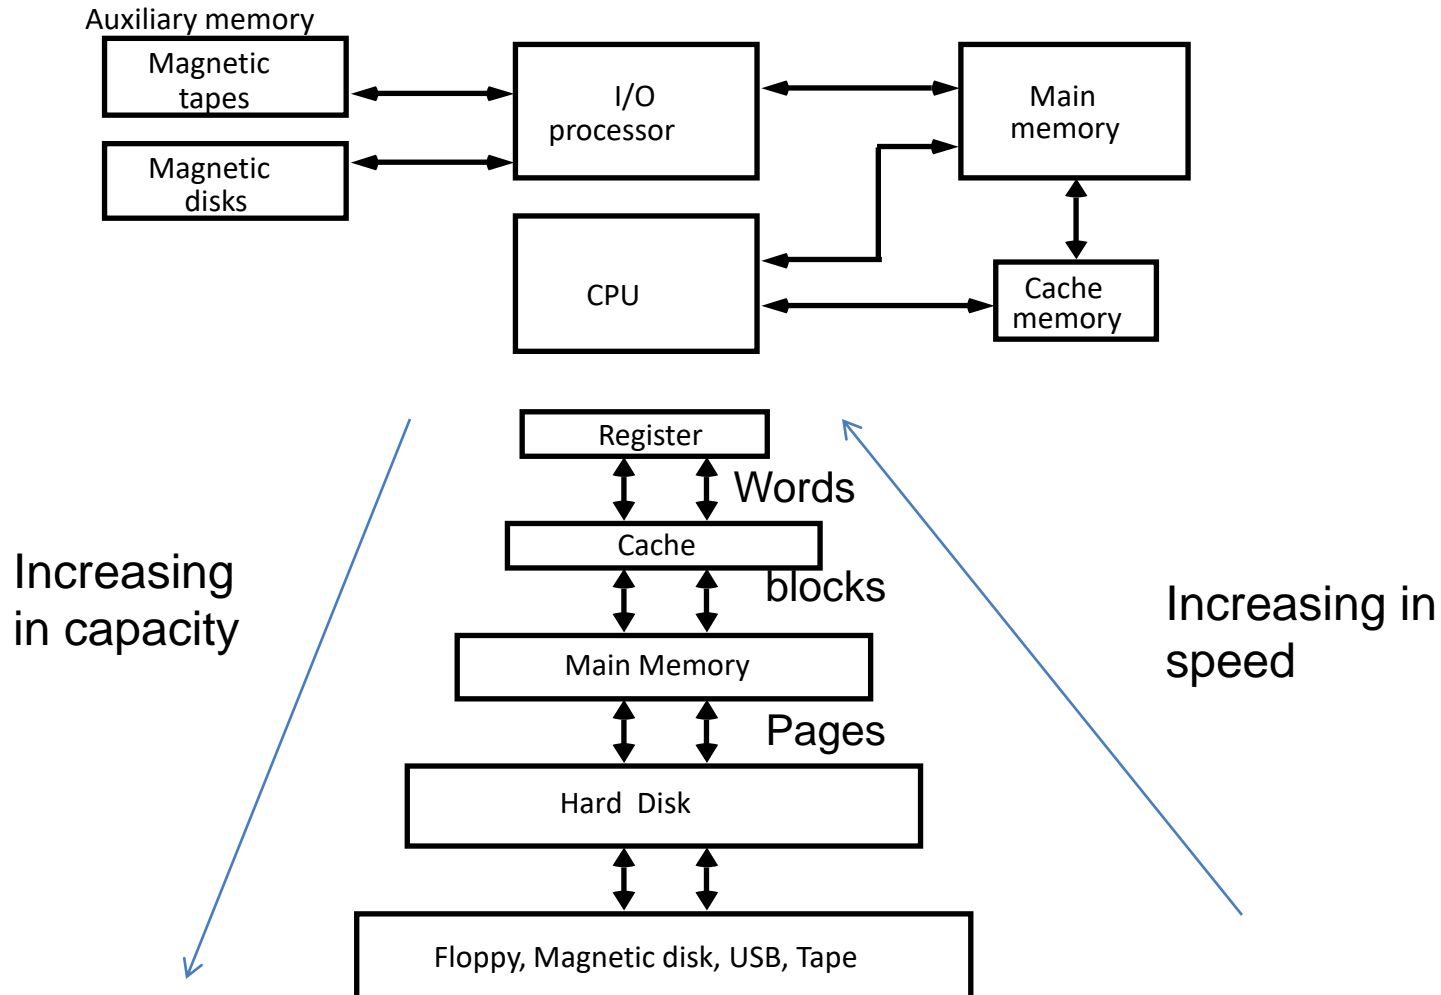 Auxiliary memory
Magnetic
tapes
I/O
processor
Main
memory
Magnetic
disks
CPU
Cache
memory
Register
Words
Cache
blocks
Increasing
in capacity
Increasing in
speed
Main Memory
Pages
Hard Disk
Floppy, Magnetic disk, USB, Tape